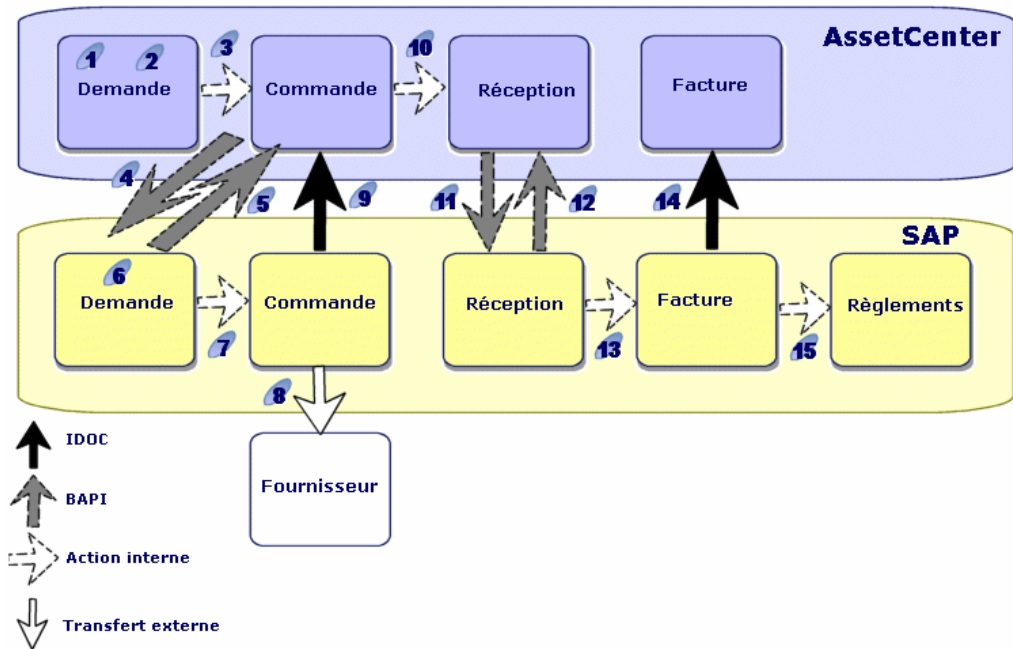 AssetCenter
1
2
3
10
Demande
Commande
Réception
Facture
4
5
9
11
12
14
SAP
6
Demande
Commande
Réception
Facture
Règlements
7
13
15
8
IDOC
Fournisseur
BAPI
Action interne
Transfert externe